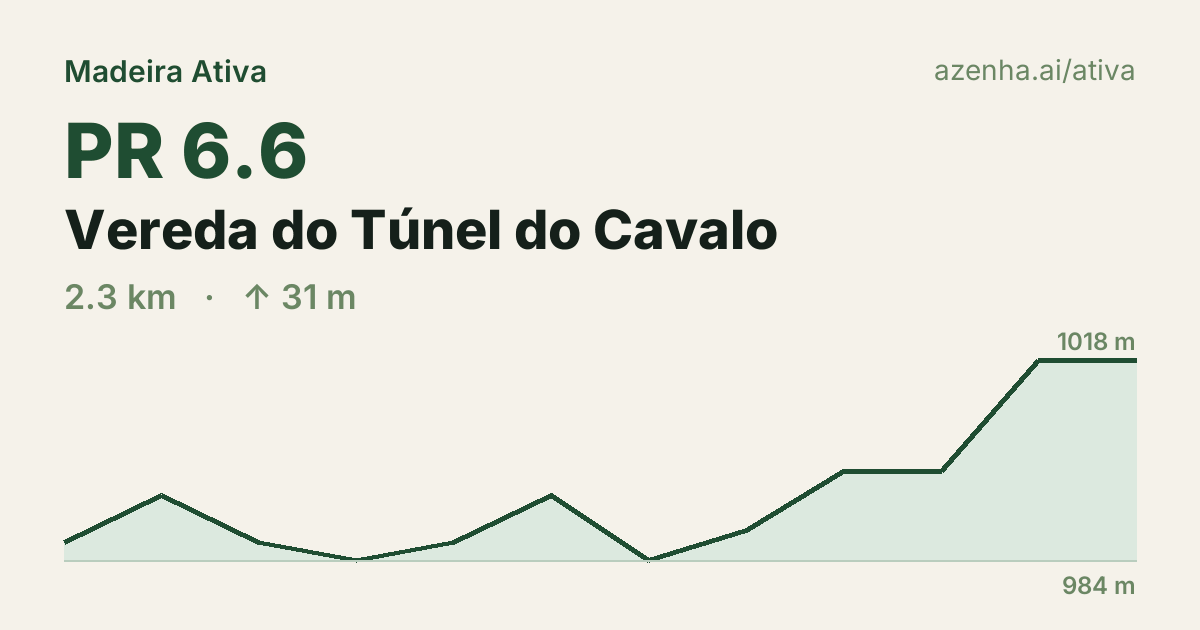 Madeira Ativa
azenha.ai/ativa
PR 6.6
Vereda do Túnel do Cavalo
2.3 km · ↑ 31 m
1018 m
984 m